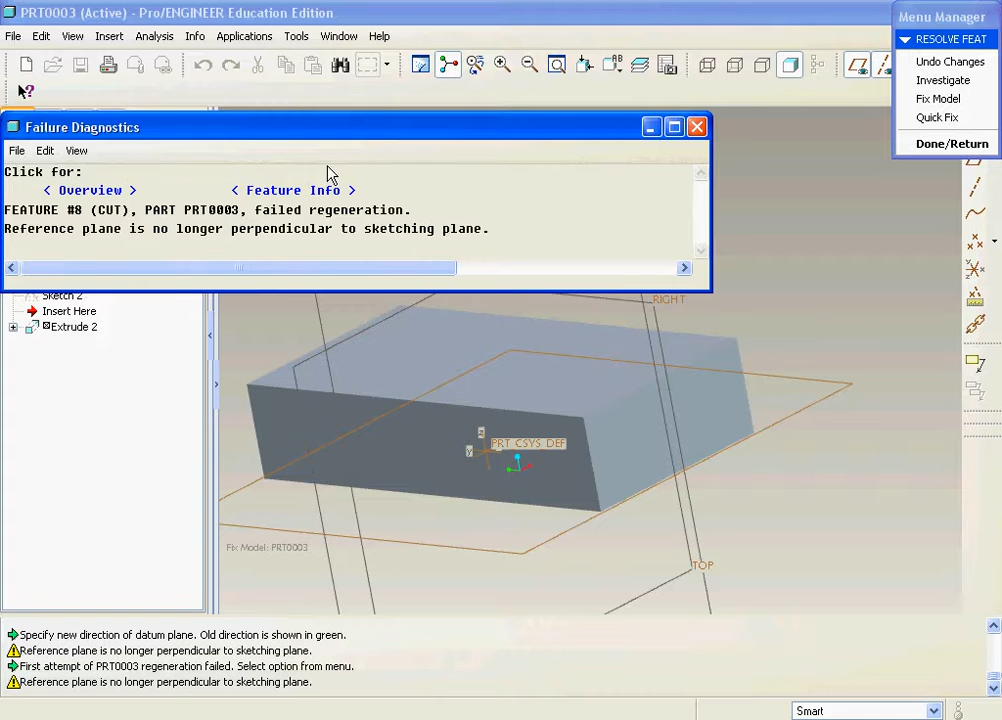 PRT0003 (Active) - Pro/ENGINEER Education Edition
File Edit View Insert Analysis Info Applications Tools Window Help
Menu Manager
RESOLVE FEAT
Undo Changes
Investigate
Fix Model
Quick Fix
Done/Return
Failure Diagnostics
File Edit View
Click for:
< Overview > < Feature Info >
FEATURE #8 (CUT), PART PRT0003, failed regeneration.
Reference plane is no longer perpendicular to sketching plane.
Sketch 2
Insert Here
Extrude 2
RIGHT
Z
Y
PRT_CSYS_DEF
Fix Model: PRT0003
TOP
Specify new direction of datum plane. Old direction is shown in green.
Reference plane is no longer perpendicular to sketching plane.
First attempt of PRT0003 regeneration failed. Select option from menu.
Reference plane is no longer perpendicular to sketching plane.
Smart